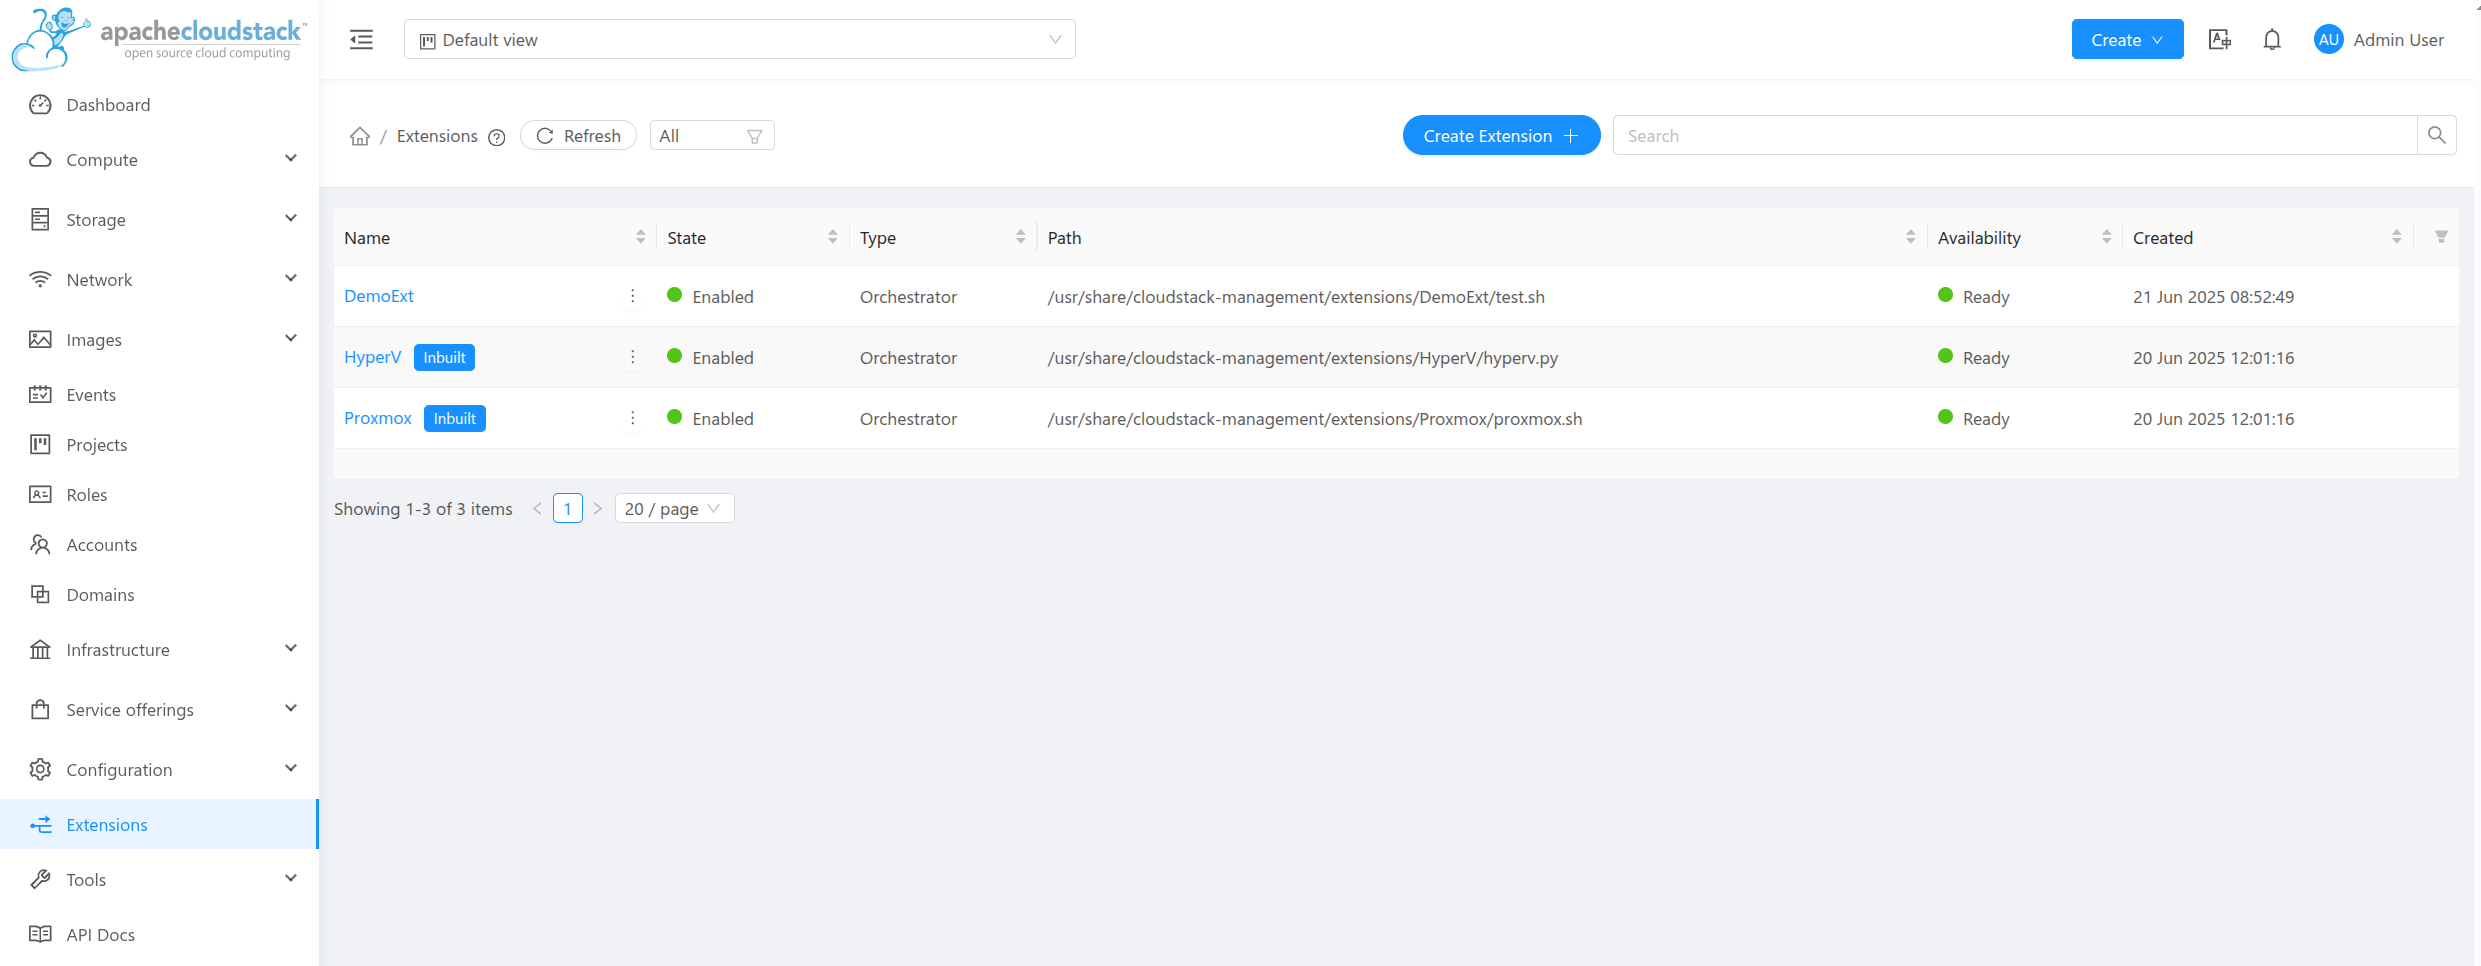 apachecloudstack™
open source cloud computing
Default view
Create
AU
Admin User
Dashboard
Compute
Storage
Network
Images
Events
Projects
Roles
Accounts
Domains
Infrastructure
Service offerings
Configuration
Extensions
Tools
API Docs
/ Extensions Refresh All
Create Extension
Search
Name State Type Path Availability Created
DemoExt Enabled Orchestrator /usr/share/cloudstack-management/extensions/DemoExt/test.sh Ready 21 Jun 2025 08:52:49
HyperV Inbuilt Enabled Orchestrator /usr/share/cloudstack-management/extensions/HyperV/hyperv.py Ready 20 Jun 2025 12:01:16
Proxmox Inbuilt Enabled Orchestrator /usr/share/cloudstack-management/extensions/Proxmox/proxmox.sh Ready 20 Jun 2025 12:01:16
Showing 1-3 of 3 items < 1 > 20 / page